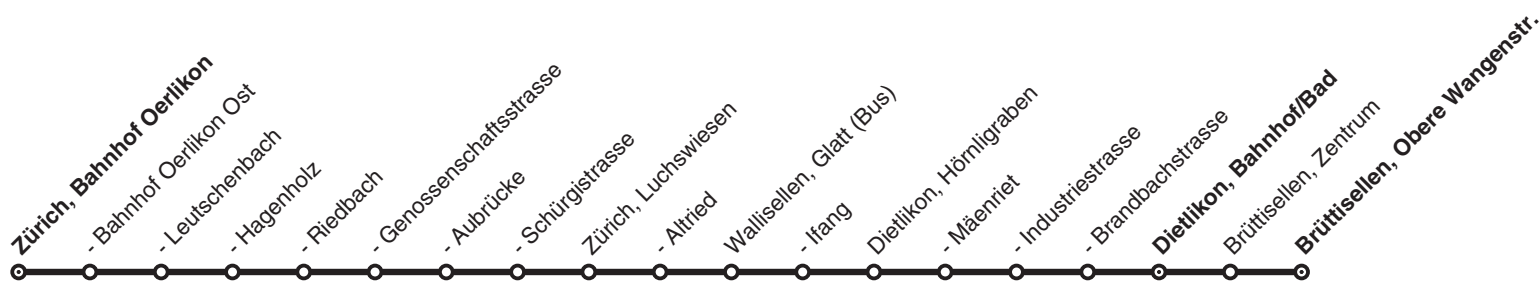 Zürich, Bahnhof Oerlikon
- Bahnhof Oerlikon Ost
- Leutschenbach
- Hagenholz
- Riedbach
- Genossenschaftsstrasse
- Aubrücke
- Schürgistrasse
Zürich, Luchswiesen
- Altried
Wallisellen, Glatt (Bus)
- Ifang
Dietlikon, Hörnligraben
- Mäenriet
- Industriestrasse
- Brandbachstrasse
Dietlikon, Bahnhof/Bad
Brüttisellen, Zentrum
Brüttisellen, Obere Wangenstr.